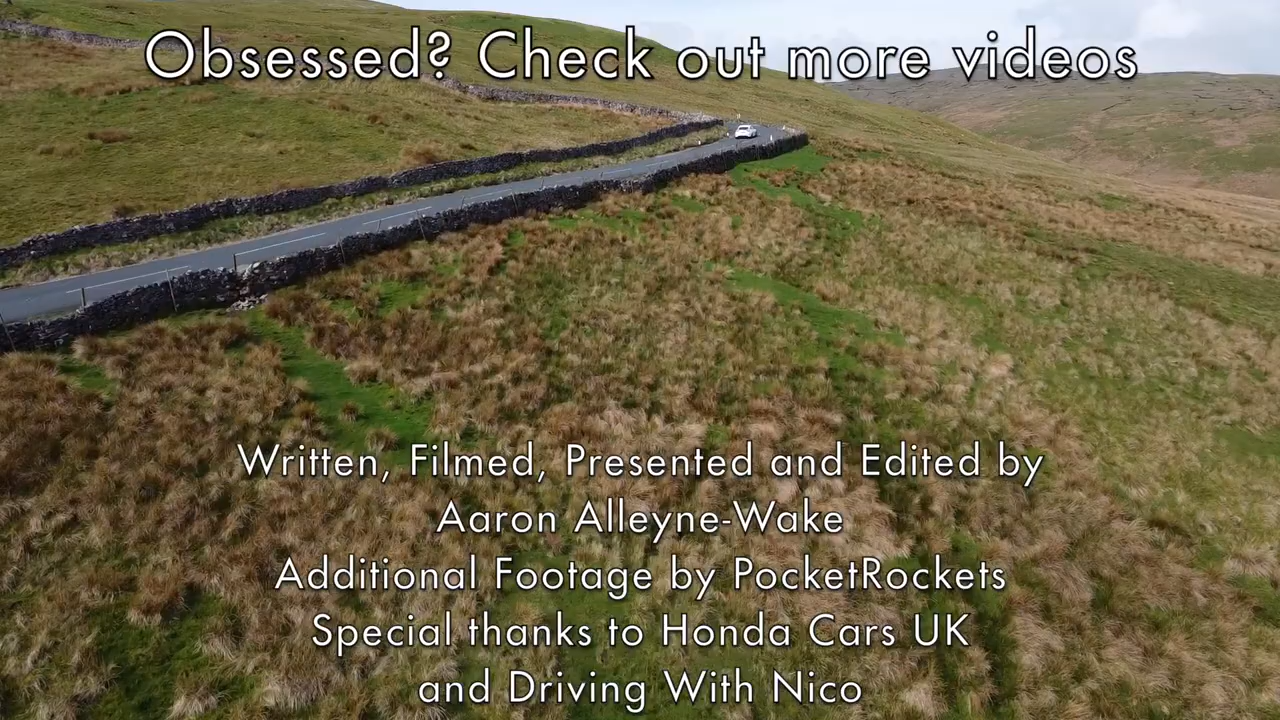 Obsessed? Check out more videos
Written, Filmed, Presented and Edited by
Aaron Alleyne-Wake
Additional Footage by PocketRockets
Special thanks to Honda Cars UK
and Driving With Nico